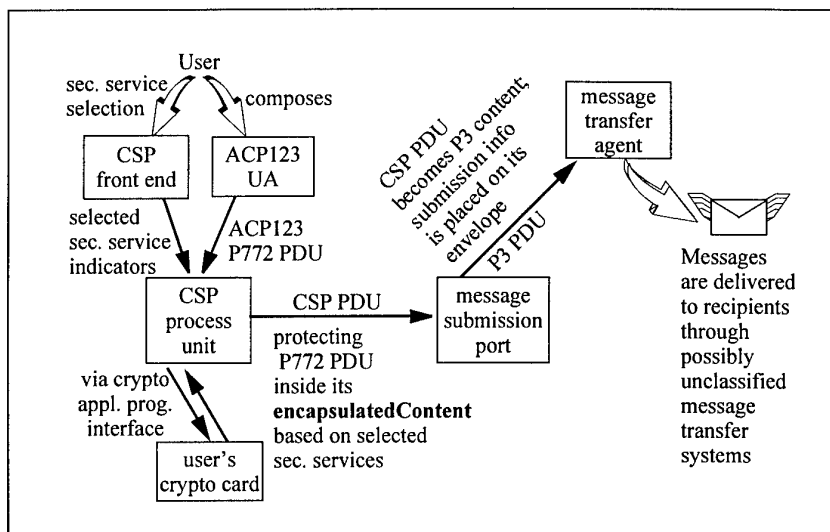 User
sec. service
selection
composes
CSP
front end
ACP123
UA
selected
sec. service
indicators
ACP123
P772 PDU
CSP
process
unit
CSP PDU
protecting
P772 PDU
inside its
encapsulatedContent
based on selected
sec. services
via crypto
appl. prog.
interface
user's
crypto card
message
submission
port
CSP PDU
becomes P3 content;
submission info
is placed on its
envelope
P3 PDU
message
transfer
agent
Messages
are delivered
to recipients
through
possibly
unclassified
message
transfer
systems